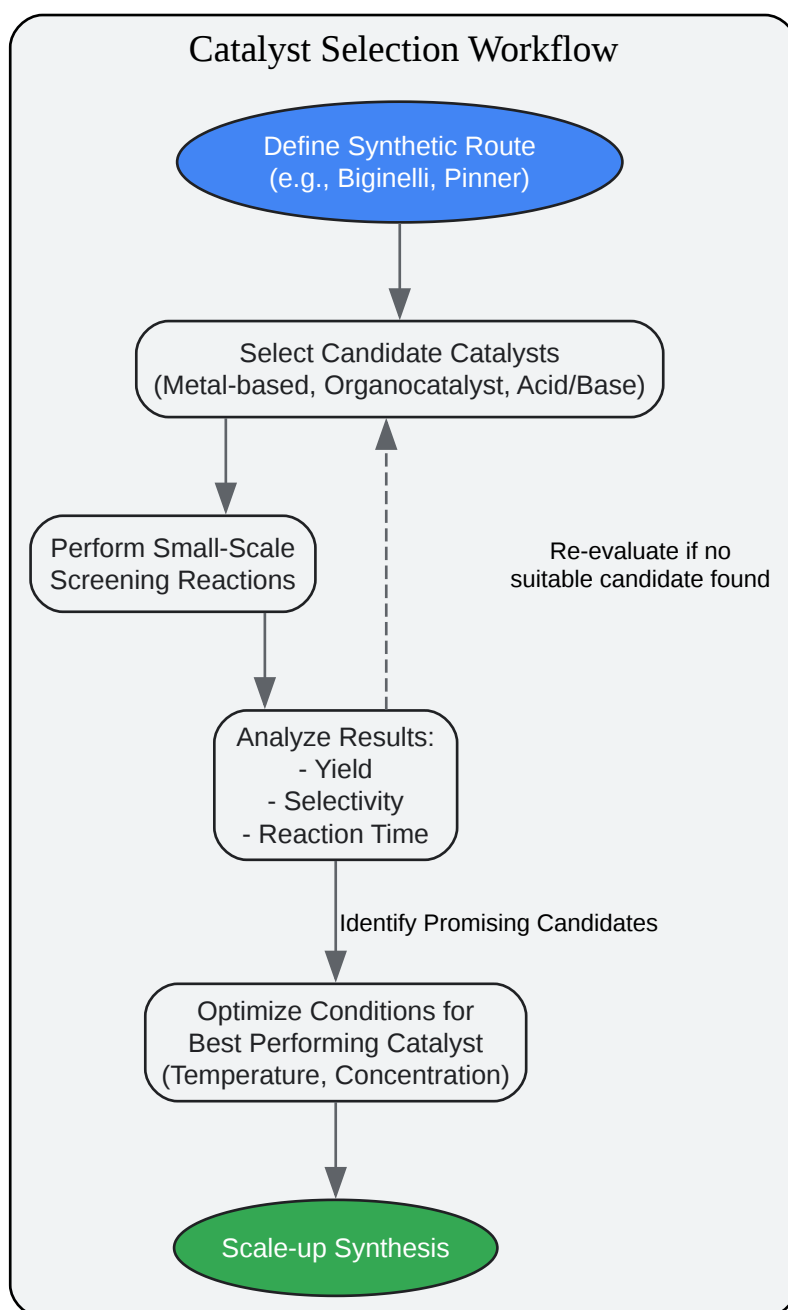 Catalyst Selection Workflow
Define Synthetic Route
(e.g., Biginelli, Pinner)
Select Candidate Catalysts
(Metal-based, Organocatalyst, Acid/Base)
Perform Small-Scale
Screening Reactions
Re-evaluate if no
suitable candidate found
Analyze Results:
- Yield
- Selectivity
- Reaction Time
Identify Promising Candidates
Optimize Conditions for
Best Performing Catalyst
(Temperature, Concentration)
Scale-up Synthesis